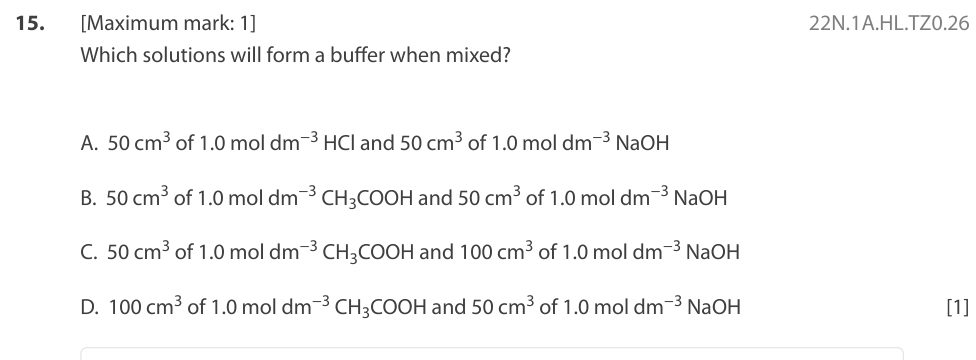 15. [Maximum mark: 1] 22N.1A.HL.TZ0.26
Which solutions will form a buffer when mixed?
A. 50 cm³ of 1.0 mol dm⁻³ HCl and 50 cm³ of 1.0 mol dm⁻³ NaOH
B. 50 cm³ of 1.0 mol dm⁻³ CH₃COOH and 50 cm³ of 1.0 mol dm⁻³ NaOH
C. 50 cm³ of 1.0 mol dm⁻³ CH₃COOH and 100 cm³ of 1.0 mol dm⁻³ NaOH
D. 100 cm³ of 1.0 mol dm⁻³ CH₃COOH and 50 cm³ of 1.0 mol dm⁻³ NaOH [1]